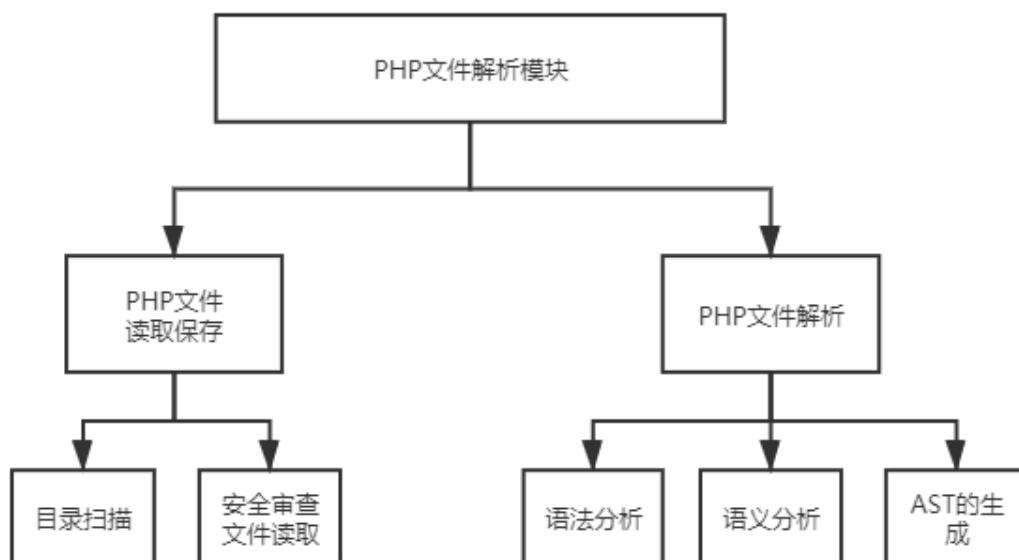 PHP文件解析模块
PHP文件
读取保存
PHP文件解析
目录扫描
安全审查
文件读取
语法分析
语义分析
AST的生
成